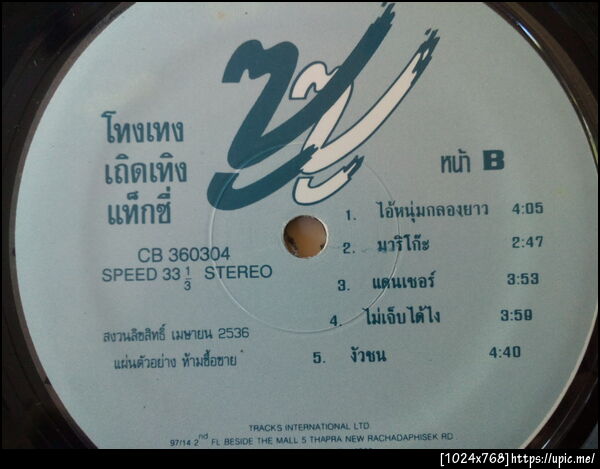 โทงเทง
เถิดเทิง
แท็กซี่
CB 360304
SPEED 33 1/3 STEREO
สงวนลิขสิทธิ์ เมษายน 2536
แผ่นตัวอย่าง ห้ามซื้อขาย
หน้า B
1. ไอ้หนุ่มกลองยาว 4:05
2. มาริโก๊ะ 2:47
3. แดนเซอร์ 3:53
4. ไม่เจ็บได้ไง 3:59
5. งัวชน 4:40
TRACKS INTERNATIONAL LTD.
97/14 2nd FL BESIDE THE MALL 5 THAPRA NEW RACHADAPHISEK RD.
[1024x768]https://upic.me/